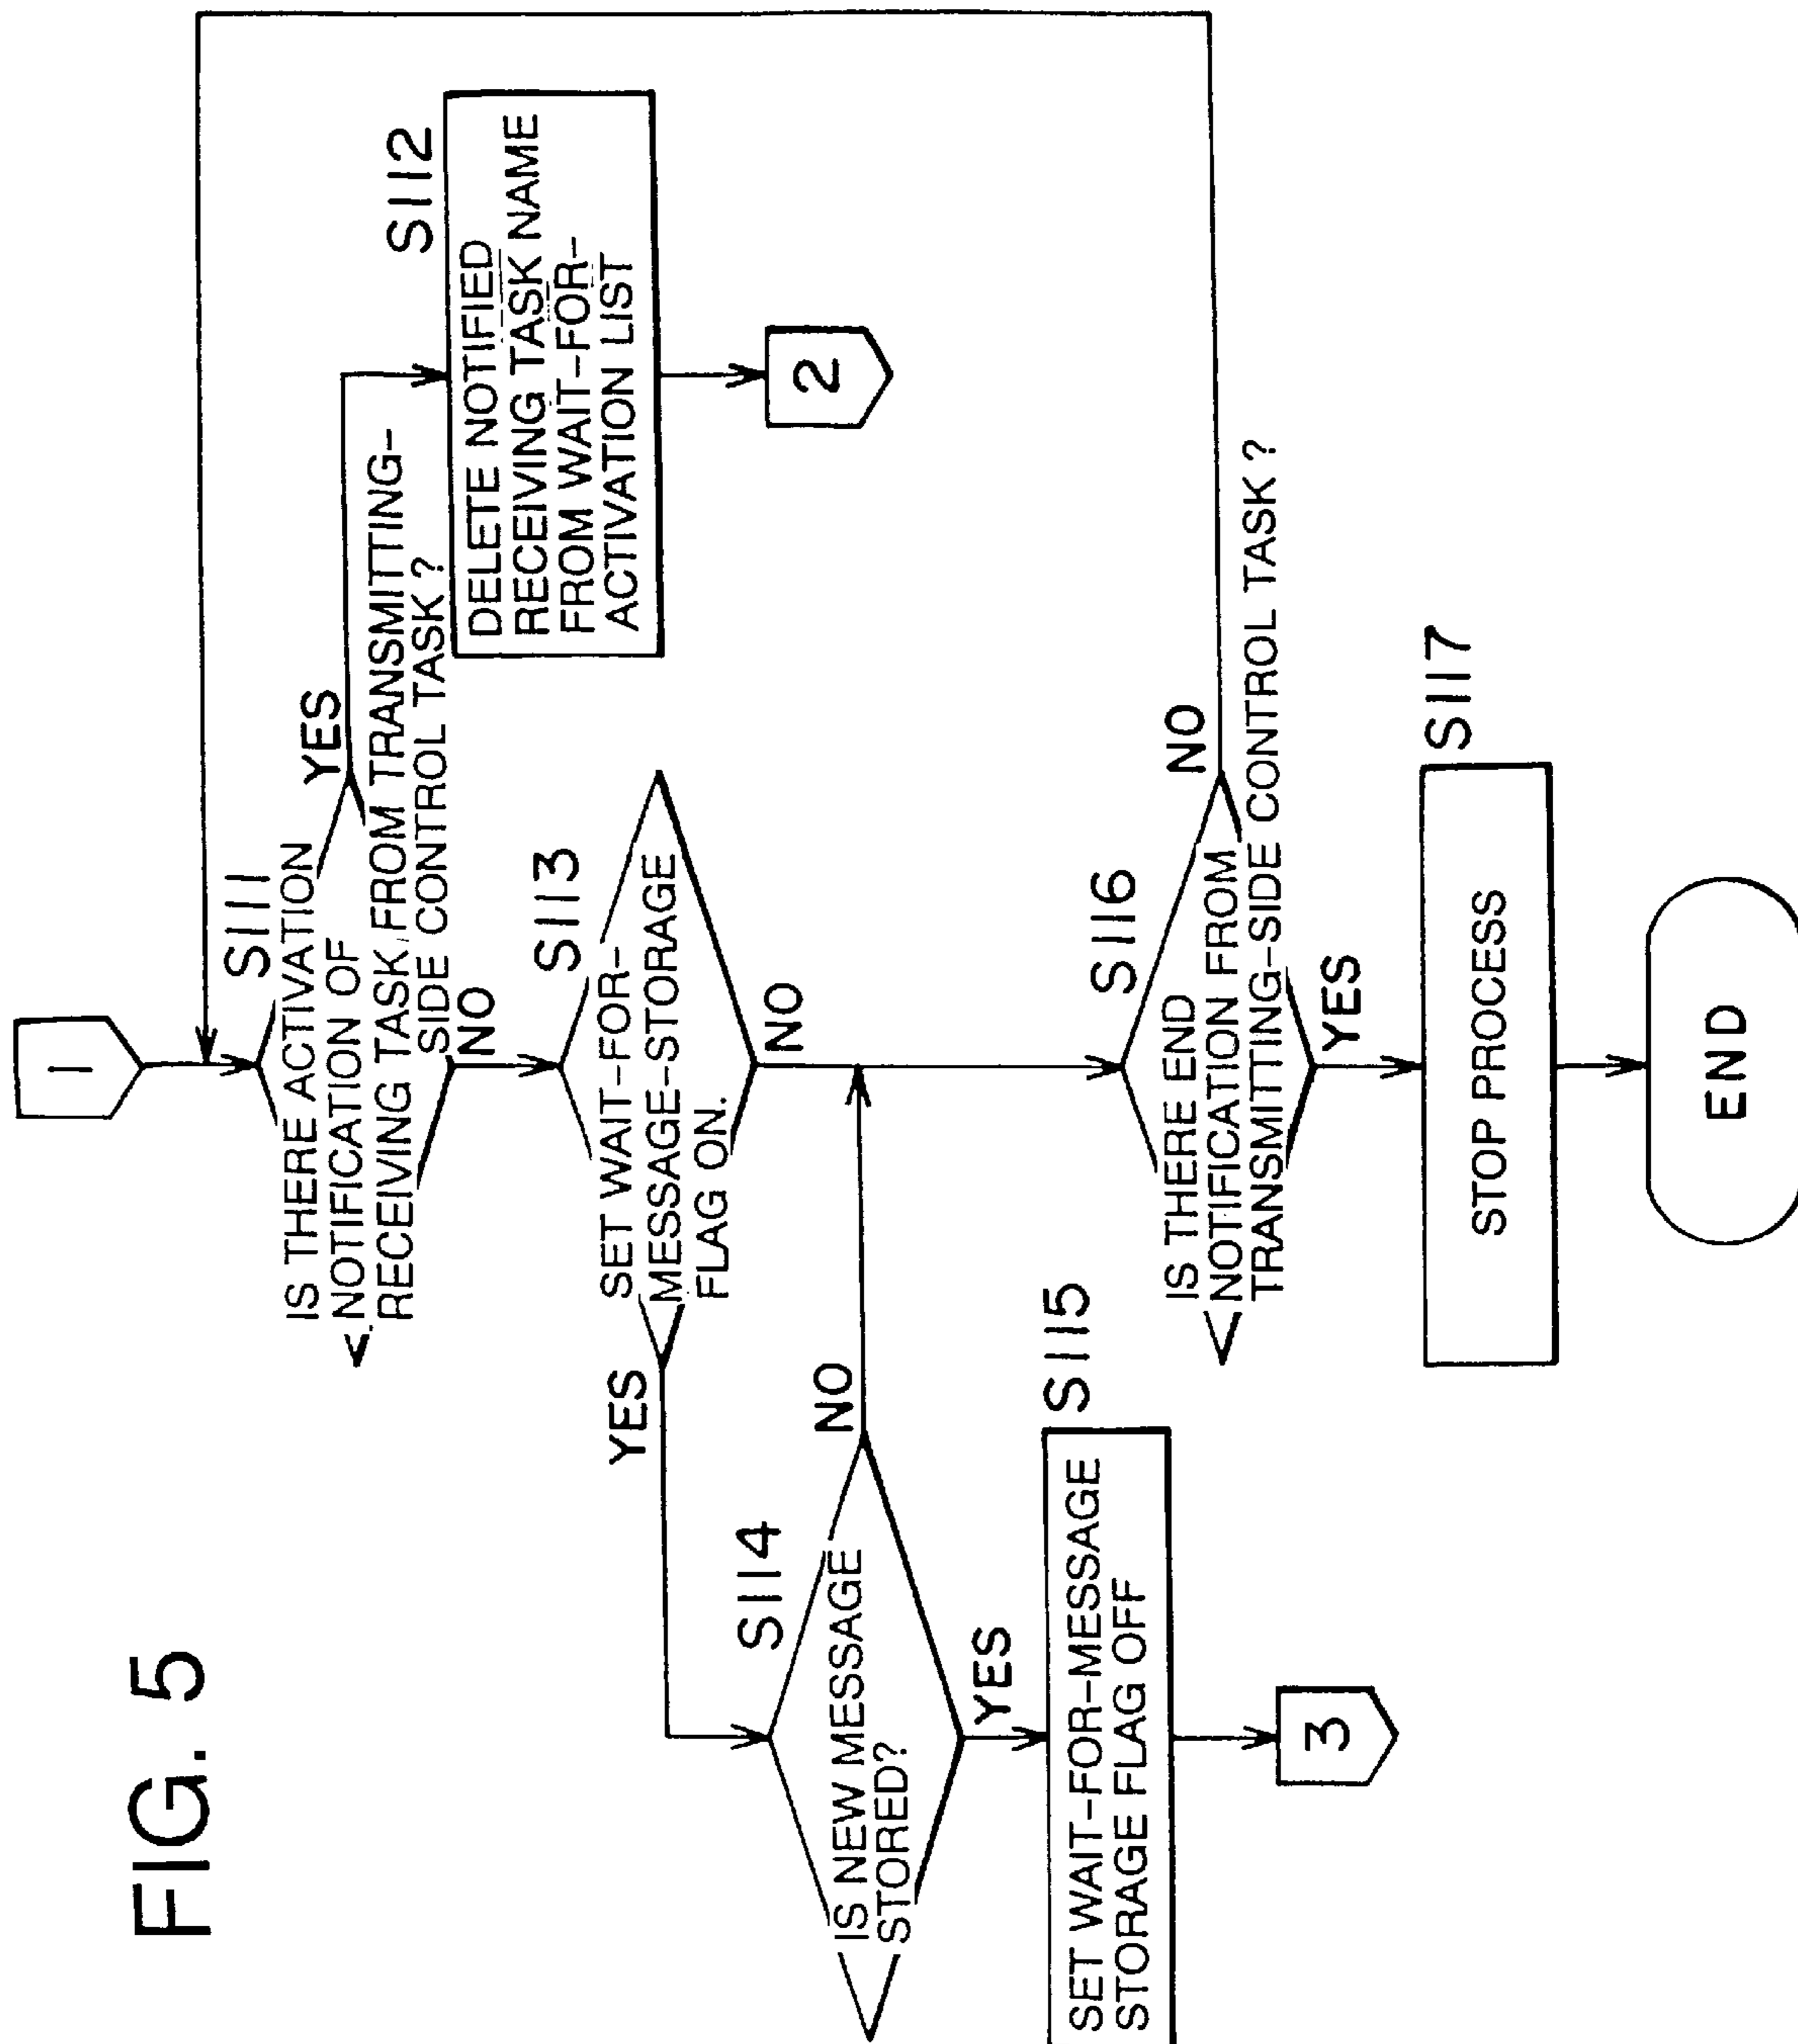 FIG. 5
1
S111
IS THERE ACTIVATION
NOTIFICATION OF
RECEIVING TASK FROM TRANSMITTING-
SIDE CONTROL TASK ?
YES
NO
S112
DELETE NOTIFIED
RECEIVING TASK NAME
FROM WAIT-FOR-
ACTIVATION LIST
2
S113
SET WAIT-FOR-
MESSAGE-STORAGE
FLAG ON.
YES
NO
S114
IS NEW MESSAGE
STORED?
NO
YES
S115
SET WAIT-FOR-MESSAGE
STORAGE FLAG OFF
3
S116
IS THERE END
NOTIFICATION FROM
TRANSMITTING-SIDE CONTROL TASK ?
NO
YES
S117
STOP PROCESS
END